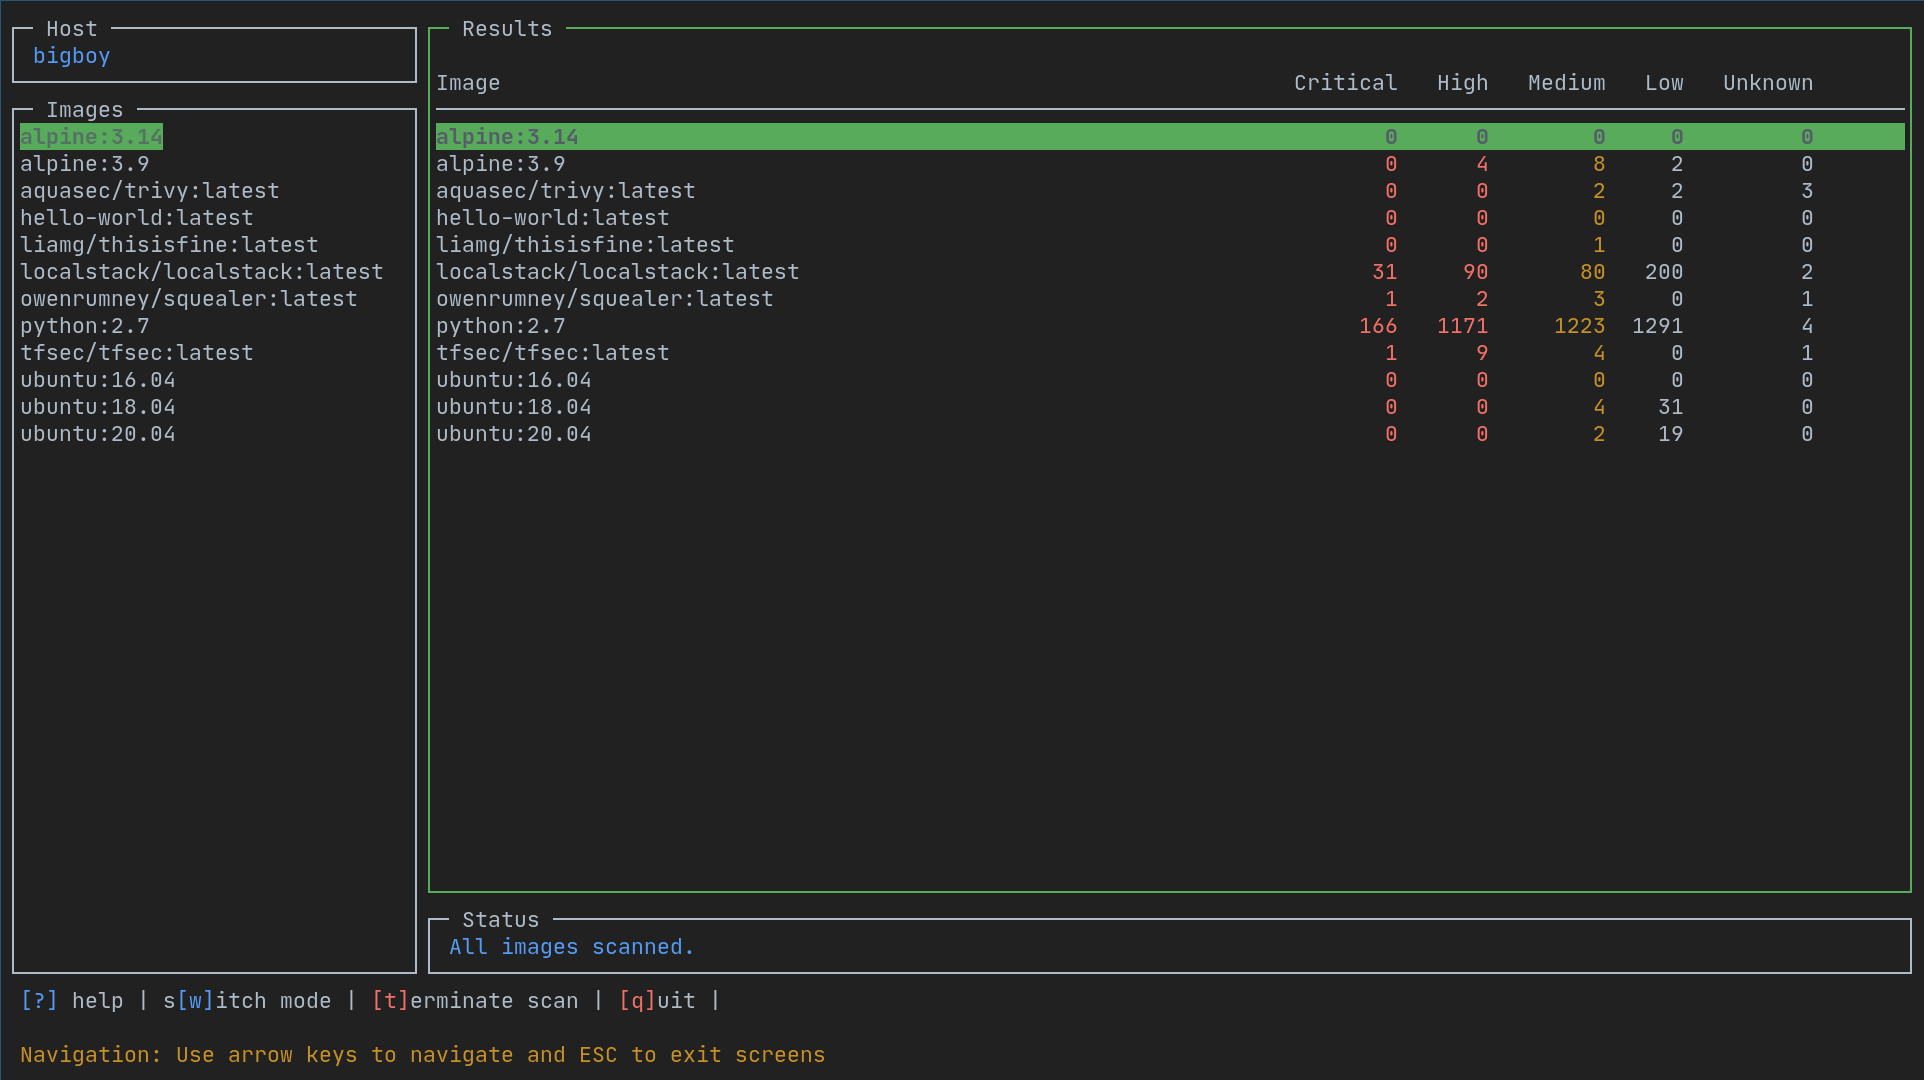 Host
bigboy
Images
alpine:3.14
alpine:3.9
aquasec/trivy:latest
hello-world:latest
liamg/thisisfine:latest
localstack/localstack:latest
owenrumney/squealer:latest
python:2.7
tfsec/tfsec:latest
ubuntu:16.04
ubuntu:18.04
ubuntu:20.04
Results
Image Critical High Medium Low Unknown
alpine:3.14 0 0 0 0 0
alpine:3.9 0 4 8 2 0
aquasec/trivy:latest 0 0 2 2 3
hello-world:latest 0 0 0 0 0
liamg/thisisfine:latest 0 0 1 0 0
localstack/localstack:latest 31 90 80 200 2
owenrumney/squealer:latest 1 2 3 0 1
python:2.7 166 1171 1223 1291 4
tfsec/tfsec:latest 1 9 4 0 1
ubuntu:16.04 0 0 0 0 0
ubuntu:18.04 0 0 4 31 0
ubuntu:20.04 0 0 2 19 0
Status
All images scanned.
[?] help | s[w]itch mode | [t]erminate scan | [q]uit |
Navigation: Use arrow keys to navigate and ESC to exit screens